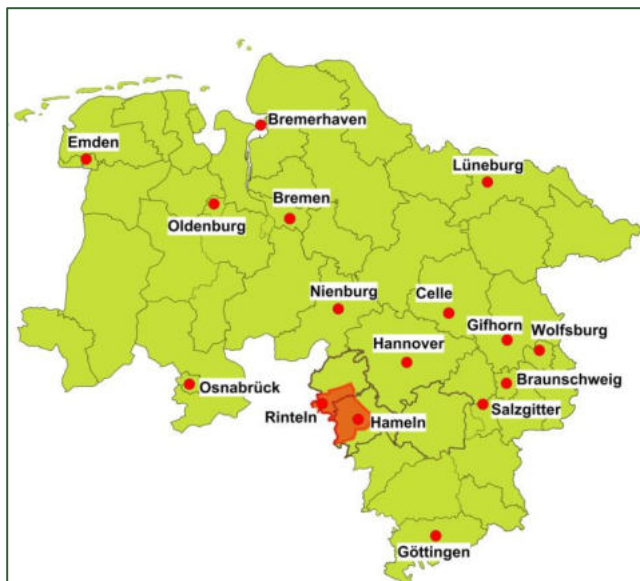 Bremerhaven
Emden
Lüneburg
Bremen
Oldenburg
Nienburg
Celle
Gifhorn
Wolfsburg
Hannover
Osnabrück
Braunschweig
Salzgitter
Rinteln
Hameln
Göttingen